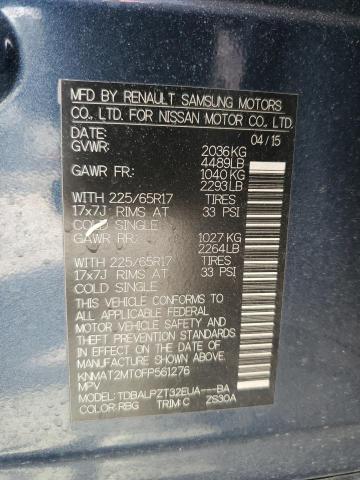 MFD BY RENAULT SAMSUNG MOTORS
CO., LTD. FOR NISSAN MOTOR CO., LTD.
DATE: 04/15
GVWR: 2036KG
4489LB
GAWR FR: 1040KG
2293LB
WITH 225/65R17 TIRES
17x7J RIMS AT 33 PSI
COLD SINGLE
GAWR RR: 1027KG
2264LB
WITH 225/65R17 TIRES
17x7J RIMS AT 33 PSI
COLD SINGLE
THIS VEHICLE CONFORMS TO
ALL APPLICABLE FEDERAL
MOTOR VEHICLE SAFETY AND
THEFT PREVENTION
STANDARDS IN EFFECT ON
THE DATE OF MANUFACTURE
SHOWN ABOVE.
KNMAT2MT0FP561276
MPV
MODEL: TDBALPZT32EUA---BA
COLOR:RBG TRIM:C ZS30A